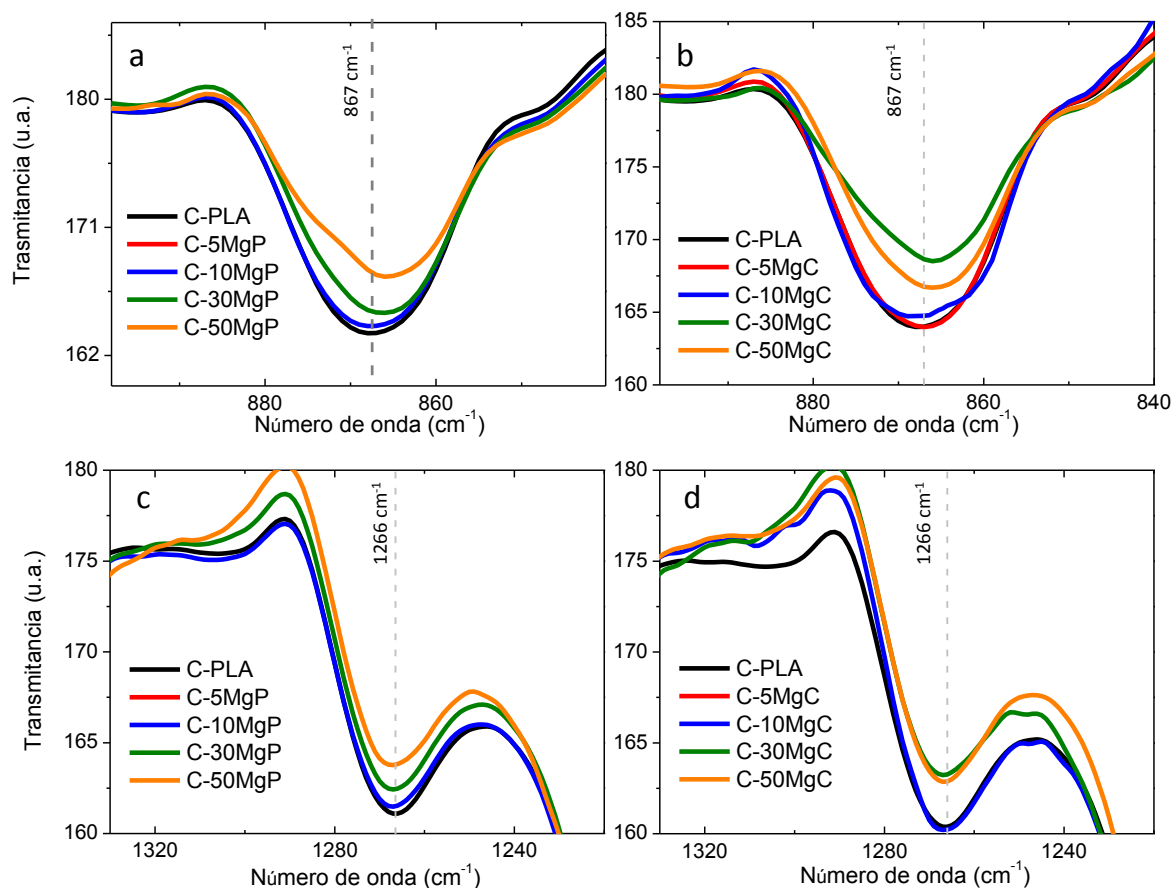 a
867 cm-1
180
171
162
Trasmitancia (u.a.)
C-PLA
C-5MgP
C-10MgP
C-30MgP
C-50MgP
880
860
Número de onda (cm-1)
b
867 cm-1
185
180
175
170
165
160
C-PLA
C-5MgC
C-10MgC
C-30MgC
C-50MgC
880
860
840
Número de onda (cm-1)
c
1266 cm-1
180
175
170
165
160
Transmitancia (u.a.)
C-PLA
C-5MgP
C-10MgP
C-30MgP
C-50MgP
1320
1280
1240
Número de onda (cm-1)
d
1266 cm-1
180
175
170
165
160
C-PLA
C-5MgC
C-10MgC
C-30MgC
C-50MgC
1320
1280
1240
Número de onda (cm-1)